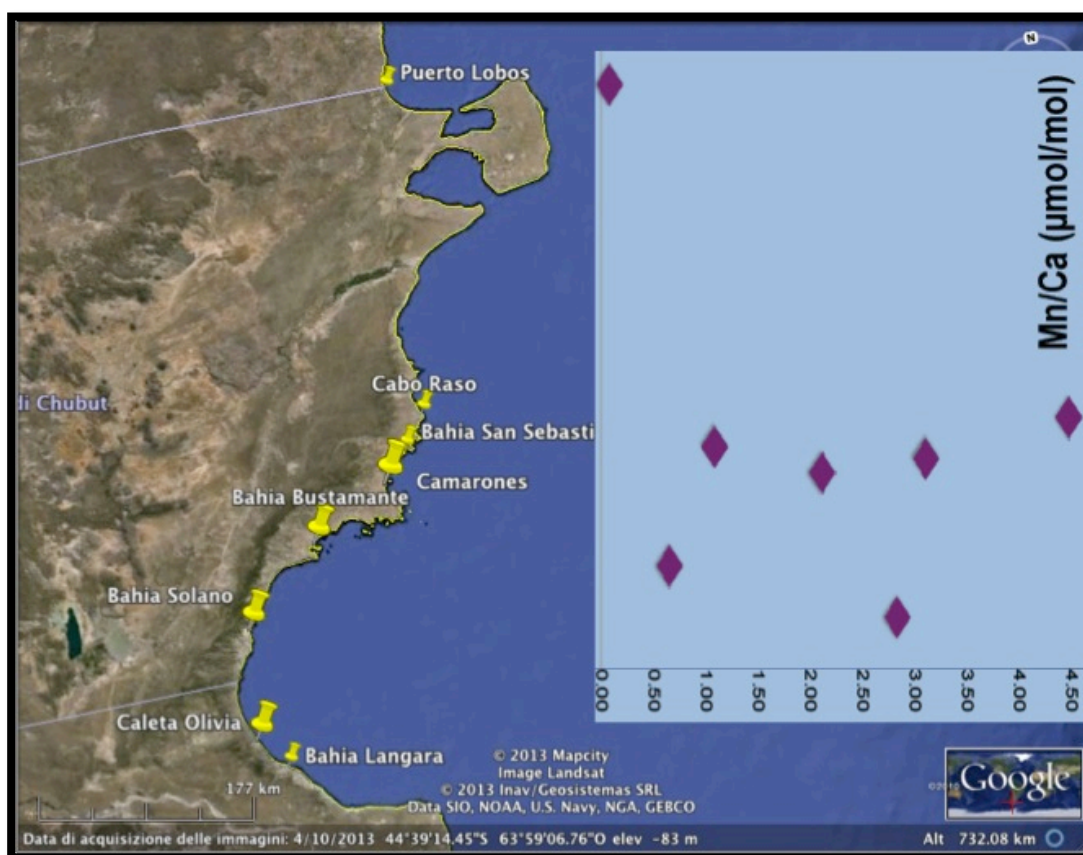 N
Puerto Lobos
Mn/Ca (µmol/mol)
Cabo Raso
di Chubut
Bahia San Sebasti
Camarones
Bahia Bustamante
Bahia Solano
0.00
0.50
1.00
1.50
2.00
2.50
3.00
3.50
4.00
4.50
Caleta Olivia
Bahia Langara
© 2013 Mapcity
Image Landsat
© 2013 Inav/Geosistemas SRL
Data SIO, NOAA, U.S. Navy, NGA, GEBCO
177 km
Google
Data di acquisizione delle immagini: 4/10/2013 44°39'14.45"S 63°59'06.76"O elev -83 m
Alt 732.08 km